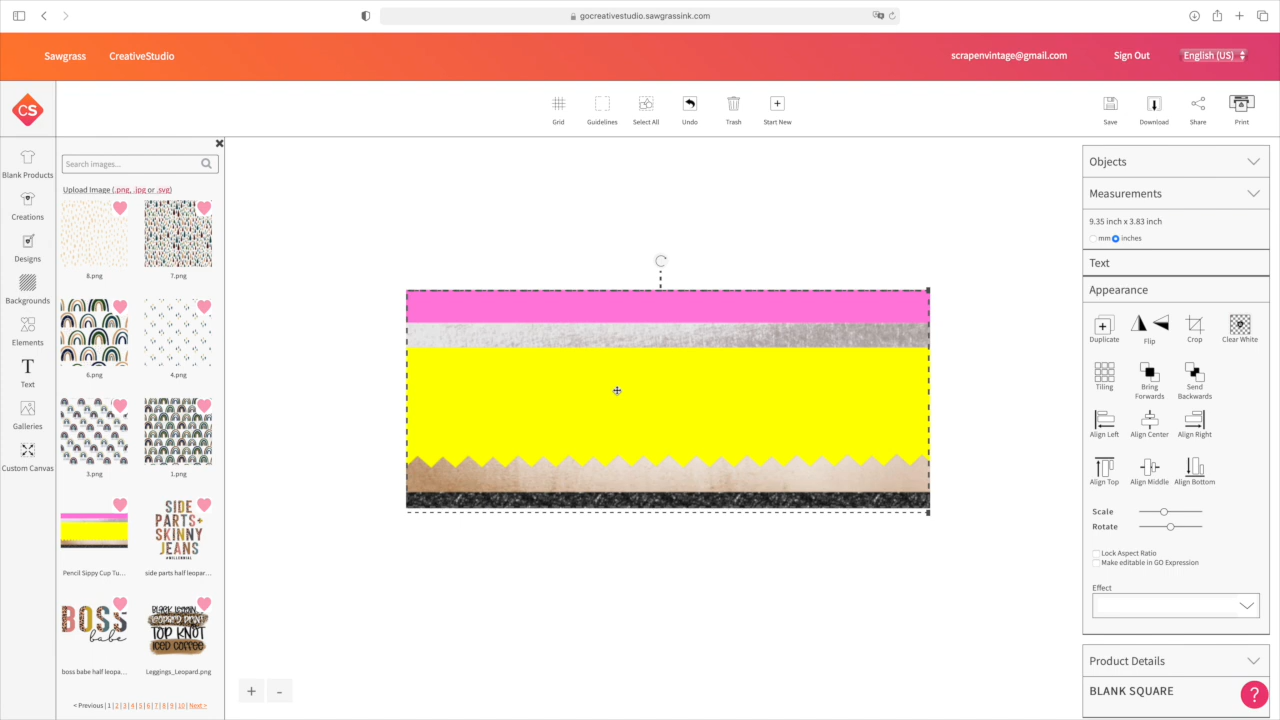 gocreativestudio.sawgrassink.com
Sawgrass
CreativeStudio
scrapenvintage@gmail.com
Sign Out
English (US)
CS
Grid
Guidelines
Select All
Undo
Trash
Start New
Save
Download
Share
Print
Blank Products
Creations
Designs
Backgrounds
Elements
Text
Galleries
Custom Canvas
Search images...
Upload Image (.png, .jpg or .svg)
8.png
7.png
6.png
4.png
3.png
1.png
SIDE
PARTS+
SKINNY
JEANS
#MILLENNIAL
Pencil Sippy Cup Tu...
side parts half leopar...
BOSS
babe
BLACK LEGGIN
LEOPARD PRINT
TOP KNOT
ICED COFFEE
boss babe half leopa...
Leggings_Leopard.png
< Previous | 1 | 2 | 3 | 4 | 5 | 6 | 7 | 8 | 9 | 10 | Next >
+
-
Objects
Measurements
9.35 inch x 3.83 inch
mm
inches
Text
Appearance
Duplicate
Flip
Crop
Clear White
Tiling
Bring
Forwards
Send
Backwards
Align Left
Align Center
Align Right
Align Top
Align Middle
Align Bottom
Scale
Rotate
Lock Aspect Ratio
Make editable in GO Expression
Effect
Product Details
BLANK SQUARE
?